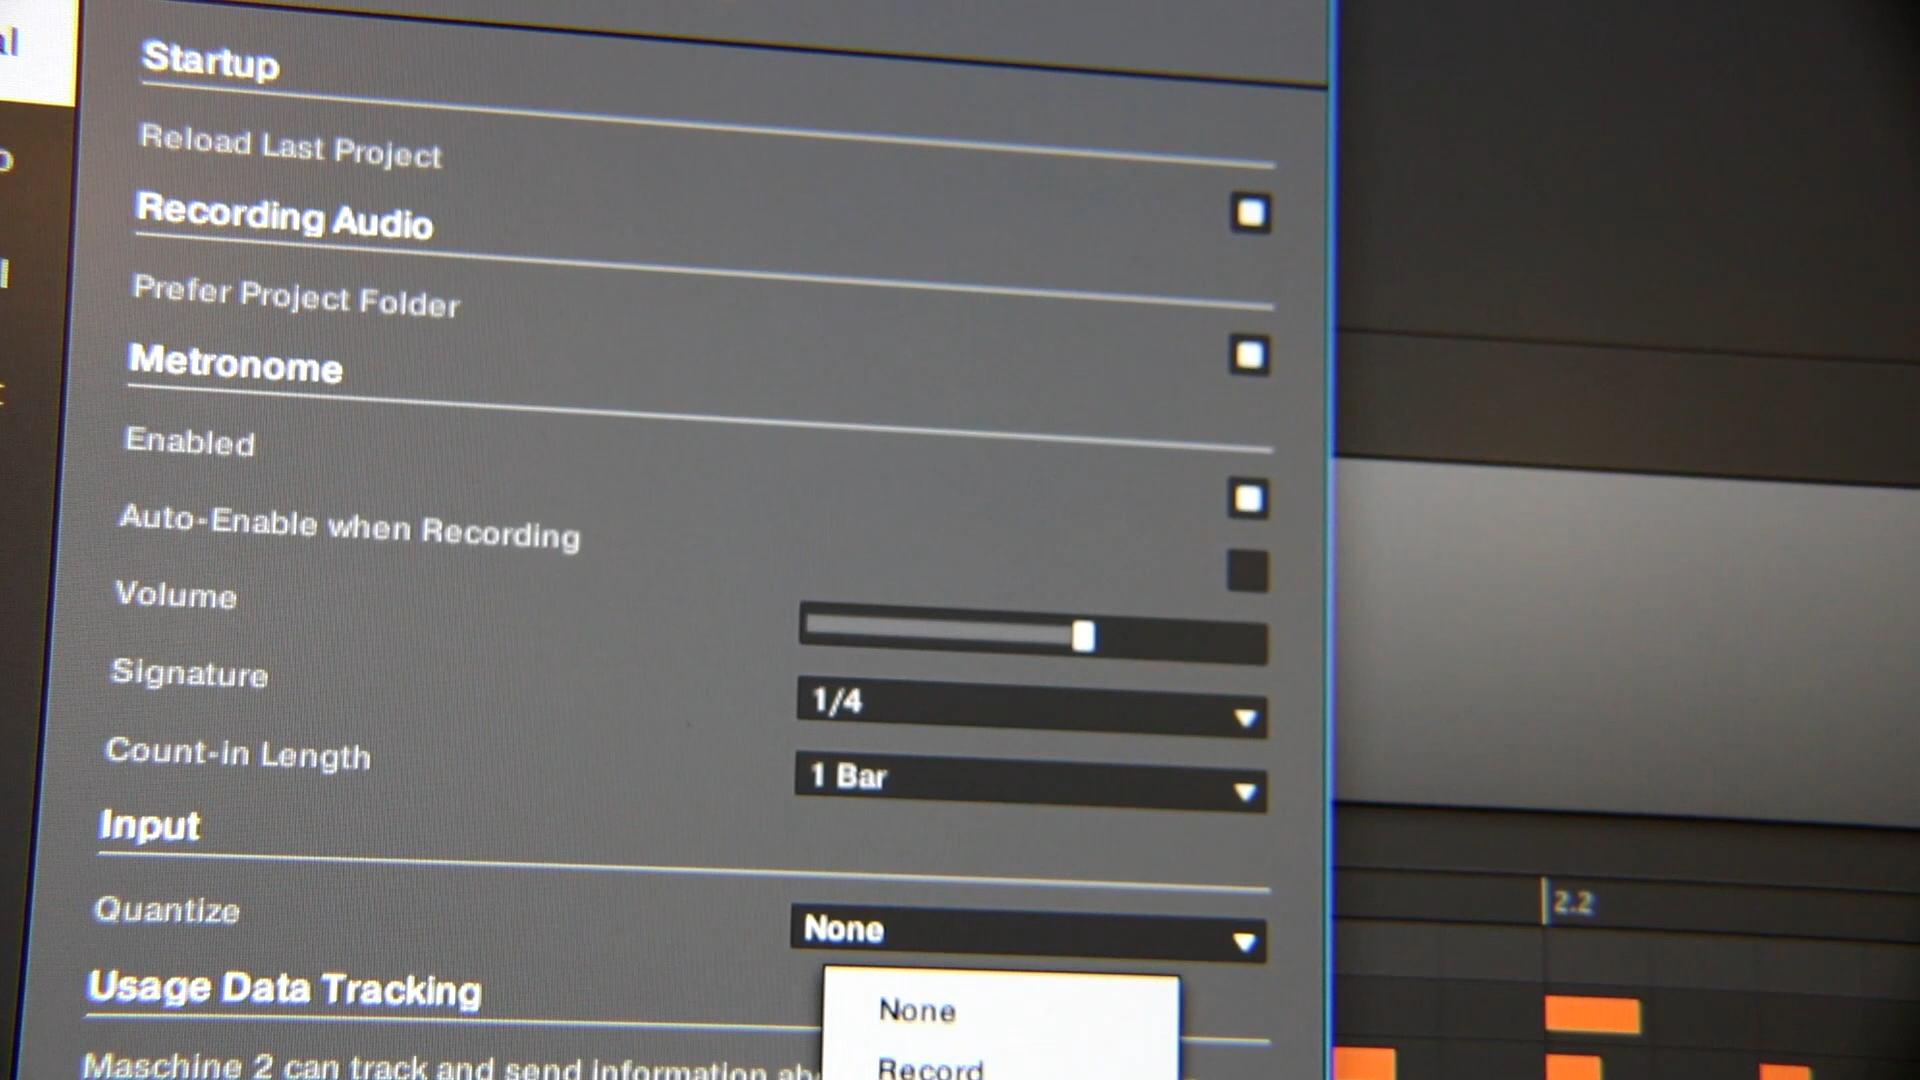 Startup
Reload Last Project
Recording Audio
Prefer Project Folder
Metronome
Enabled
Auto-Enable when Recording
Volume
Signature
1/4
Count-in Length
1 Bar
Input
Quantize
None
Usage Data Tracking
None
Maschine 2 can track and send information
Record
2.2